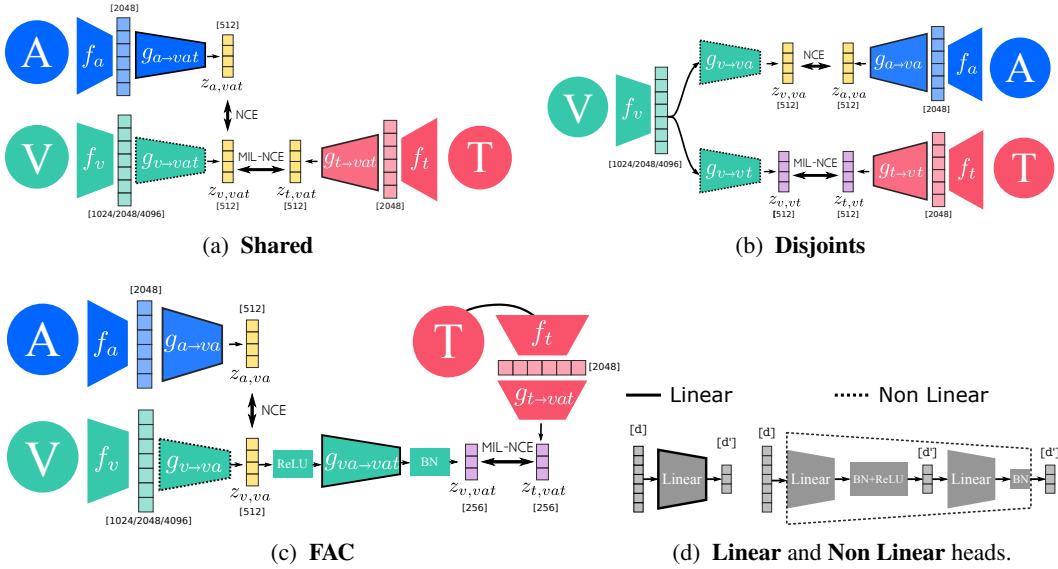 A
f_a
[2048]
g_{a→vat}
[512]
z_{a,vat}
NCE
V
f_v
[1024/2048/4096]
g_{v→vat}
z_{v,vat}
[512]
MIL-NCE
z_{t,vat}
[512]
g_{t→vat}
[2048]
f_t
T
(a) Shared
V
f_v
[1024/2048/4096]
g_{v→va}
z_{v,va}
[512]
NCE
z_{a,va}
[512]
g_{a→va}
[2048]
f_a
A
g_{v→vt}
z_{v,vt}
[512]
MIL-NCE
z_{t,vt}
[512]
g_{t→vt}
[2048]
f_t
T
(b) Disjoints
A
f_a
[2048]
g_{a→va}
[512]
z_{a,va}
NCE
V
f_v
[1024/2048/4096]
g_{v→va}
z_{v,va}
[512]
ReLU
g_{va→vat}
BN
z_{v,vat}
[256]
MIL-NCE
z_{t,vat}
[256]
T
f_t
[2048]
g_{t→vat}
(c) FAC
Linear
Non Linear
[d]
Linear
[d']
[d]
Linear
BN+ReLU
[d']
Linear
BN
[d']
(d) Linear and Non Linear heads.